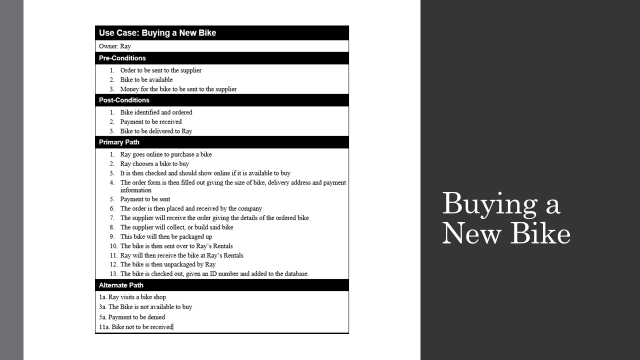 Use Case: Buying a New Bike
Owner: Ray
Pre-Conditions
1. Order to be sent to the supplier
2. Bike to be available
3. Money for the bike to be sent to the supplier
Post-Conditions
1. Bike identified and ordered
2. Payment to be received
3. Bike to be delivered to Ray
Primary Path
1. Ray goes online to purchase a bike
2. Ray chooses a bike to buy
3. It is then checked and should show online if it is available to buy
4. The order form is then filled out giving the size of bike, delivery address and payment
information
5. Payment to be sent
6. The order is then placed and received by the company
7. The supplier will receive the order giving the details of the ordered bike
8. The supplier will collect, or build said bike
9. This bike will then be packaged up
10. The bike is then sent over to Ray's Rentals
11. Ray will then receive the bike at Ray's Rentals
12. The bike is then unpackaged by Ray
13. The bike is checked out, given an ID number and added to the database.
Alternate Path
1a. Ray visits a bike shop
3a. The Bike is not available to buy
5a. Payment to be denied
11a. Bike not to be received
Buying a
New Bike